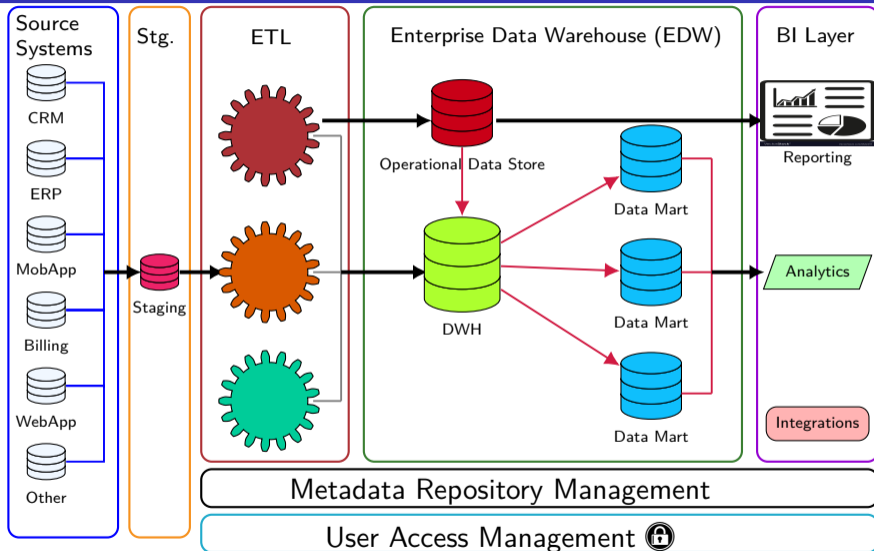 Source
Systems
CRM
ERP
MobApp
Billing
WebApp
Other
Stg.
Staging
ETL
Enterprise Data Warehouse (EDW)
Operational Data Store
DWH
Data Mart
Data Mart
Data Mart
BI Layer
Reporting
Analytics
Integrations
Metadata Repository Management
User Access Management